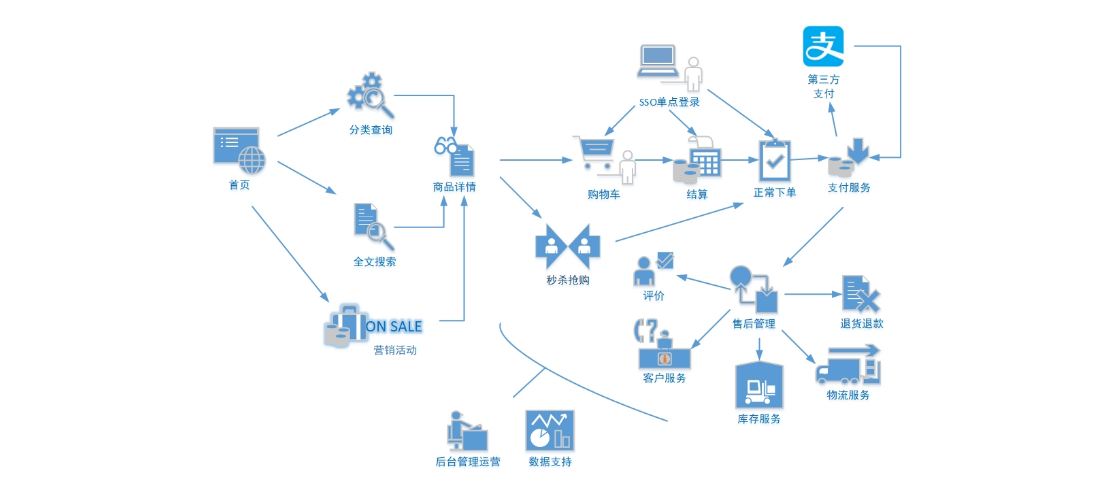 支
第三方
支付
SSO单点登录
分类查询
首页
商品详情
购物车
结算
正常下单
支付服务
全文搜索
秒杀抢购
评价
售后管理
退货退款
ON SALE
营销活动
客户服务
物流服务
库存服务
后台管理运营
数据支持